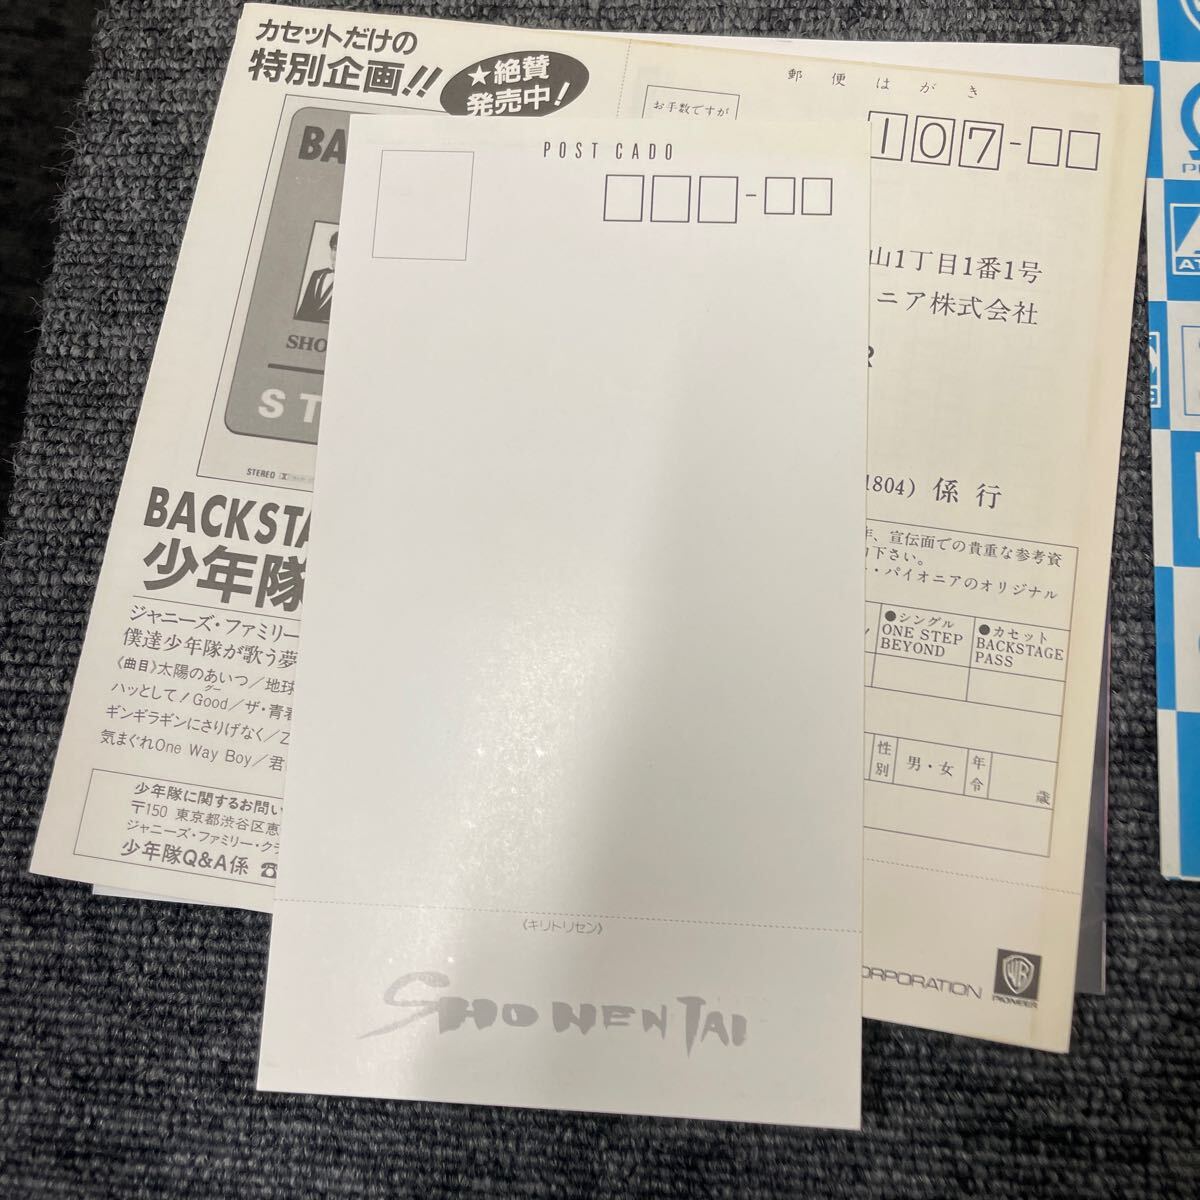 カセットだけの
特別企画!!
★絶賛
発売中!
BA
SHO
ST
STEREO
BACKSTA
少年隊
ジャニーズ・ファミリー
僕達少年隊が歌う夢
《曲目》太陽のあいつ/地球
グー
ハッとして!Good/ザ・青春
ギンギラギンにさりげなく/Z
気まぐれOne Way Boy/君
少年隊に関するお問い
〒150 東京都渋谷区恵
ジャニーズ・ファミリー・クラ
少年隊Q&A係 ☎
POST CADO
《キリトリセン》
SHONENTAI
郵便はがき
お手数ですが
107-
山1丁目1番1号
ニア株式会社
R
1804) 係 行
、宣伝面での貴重な参考資
下さい。
・パイオニアのオリジナル
●シングル
ONE STEP
BEYOND
●カセット
BACKSTAGE
PASS
性別
男・女
年令
歳
ORPORATION
WB
PIONEER